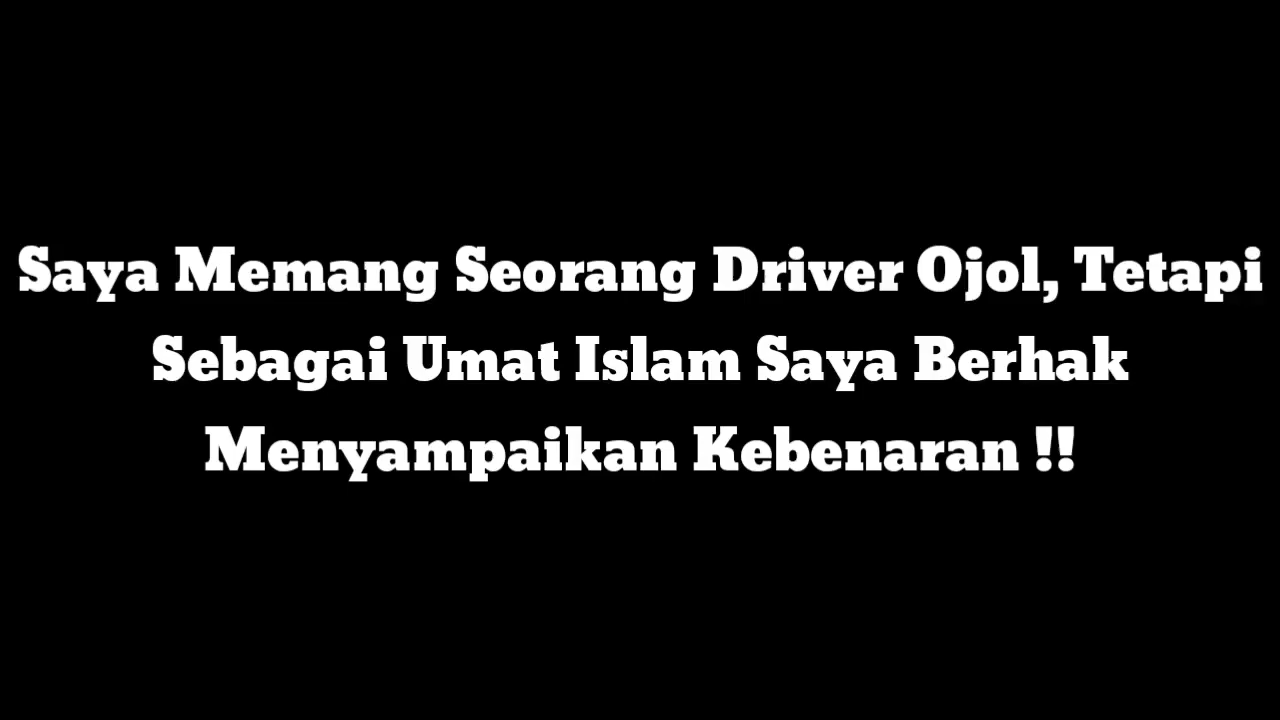 Saya Memang Seorang Driver Ojol, Tetapi
Sebagai Umat Islam Saya Berhak
Menyampaikan Kebenaran !!